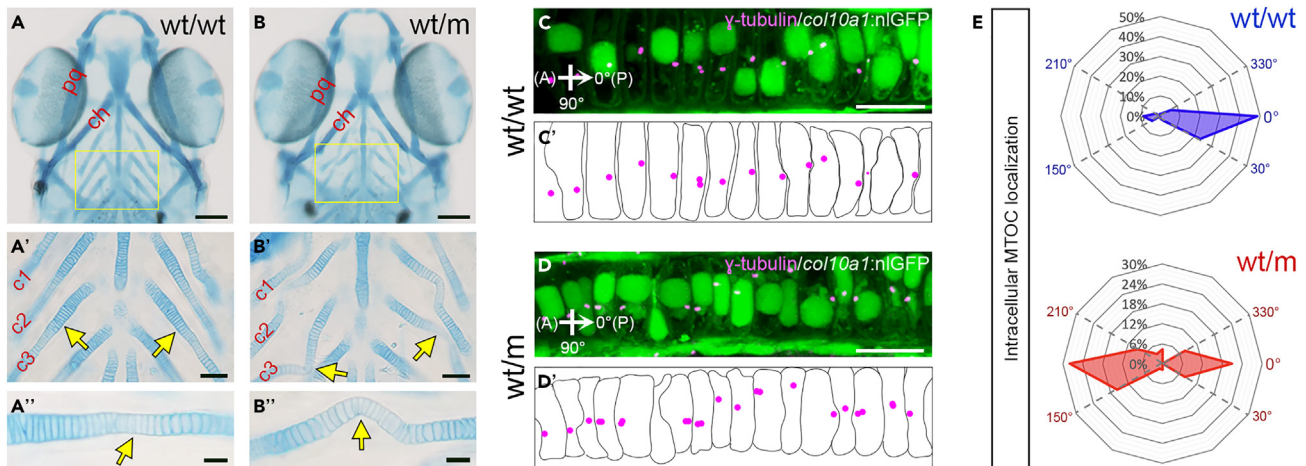 A
wt/wt
pq
ch
B
wt/m
pq
ch
A'
c1
c2
c3
B'
c1
c2
c3
A''
B''
wt/wt
C
γ-tubulin/col10a1:nlGFP
(A) 0°(P)
90°
C'
wt/m
D
γ-tubulin/col10a1:nlGFP
(A) 0°(P)
90°
D'
E
Intracellular MTOC localization
wt/wt
50%
40%
30%
20%
10%
0%
210°
330°
0°
150°
30°
wt/m
30%
24%
18%
12%
6%
0%
210°
330°
0°
150°
30°